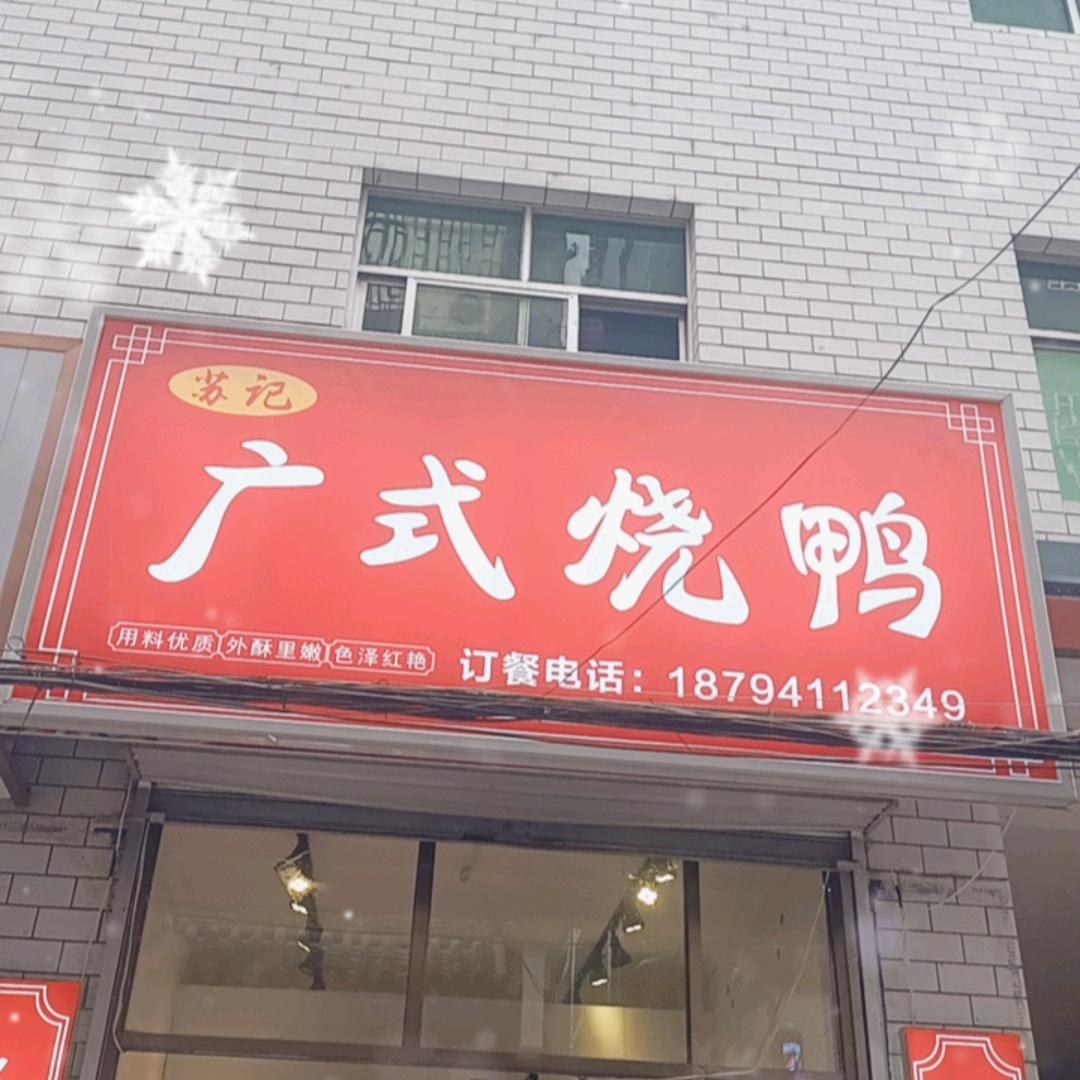 苏记
广式烧鸭
用料优质 外酥里嫩 色泽红艳
订餐电话：18794112349